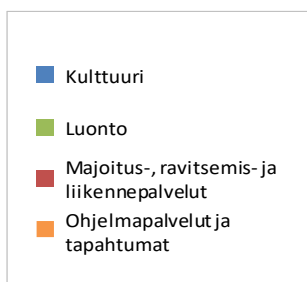 Kulttuuri
Luonto
Majoitus-, ravitsemis- ja
liikennepalvelut
Ohjelmapalvelut ja
tapahtumat